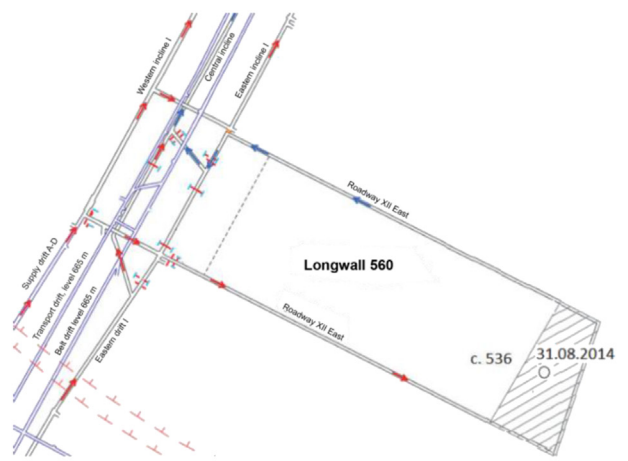 Western incline I
Central incline
Eastern incline I
Roadway XII East
Longwall 560
Supply drift A-D
Transport drift, level 665 m
Belt drift level 665 m
Eastern drift I
Roadway XII East
c. 536
31.08.2014